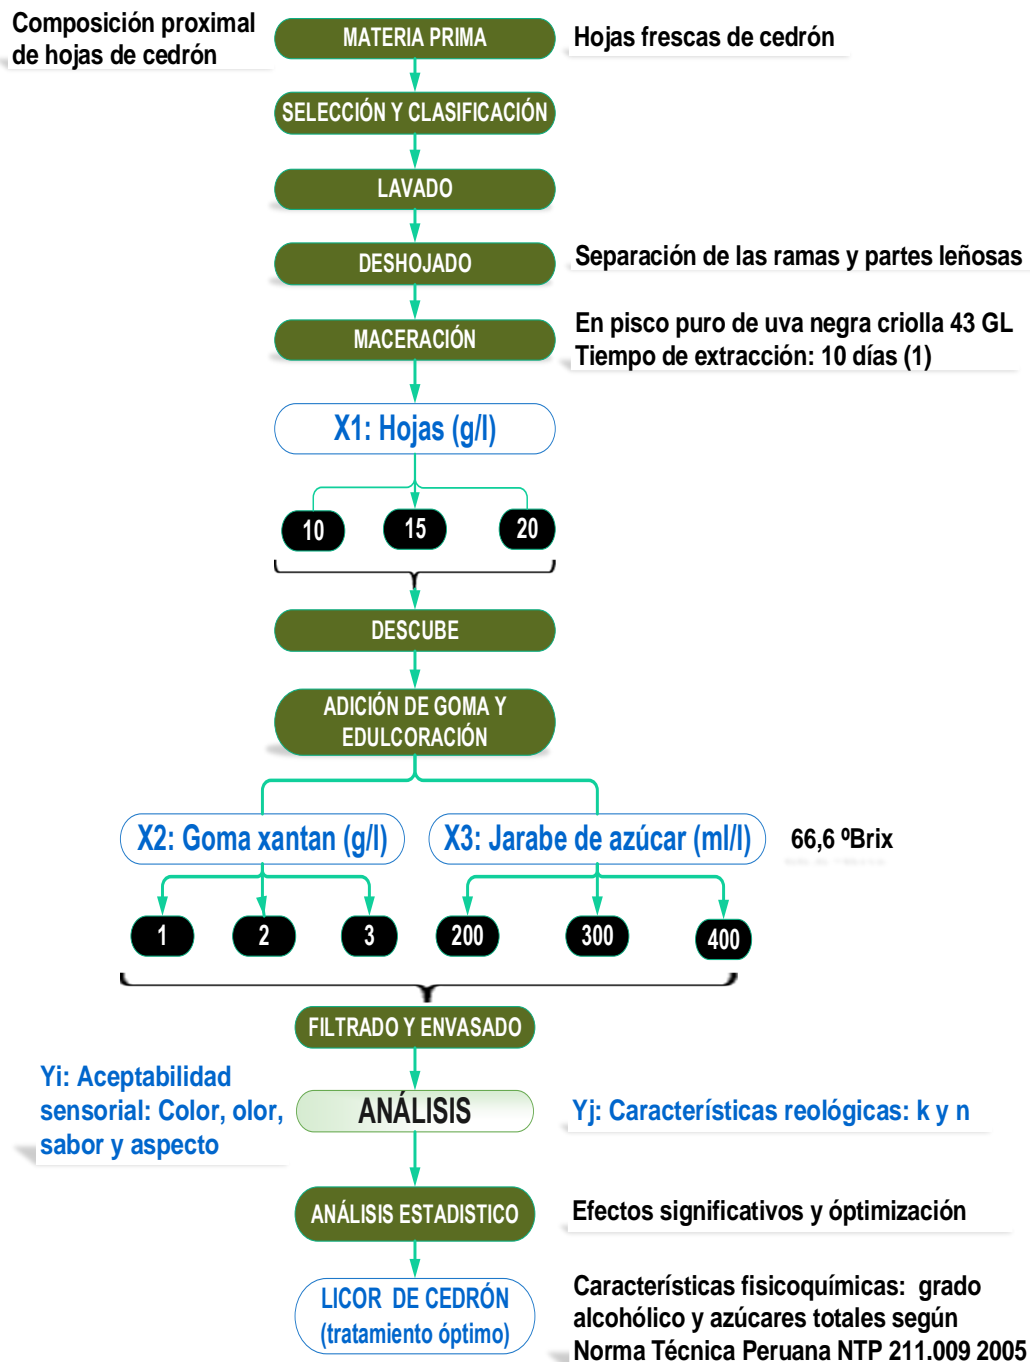 Composición proximal
de hojas de cedrón
MATERIA PRIMA
Hojas frescas de cedrón
SELECCIÓN Y CLASIFICACIÓN
LAVADO
DESHOJADO
Separación de las ramas y partes leñosas
MACERACIÓN
En pisco puro de uva negra criolla 43 GL
Tiempo de extracción: 10 días (1)
X1: Hojas (g/l)
10
15
20
DESCUBE
ADICIÓN DE GOMA Y
EDULCORACIÓN
X2: Goma xantan (g/l)
X3: Jarabe de azúcar (ml/l)
66,6 ºBrix
1
2
3
200
300
400
FILTRADO Y ENVASADO
Yi: Aceptabilidad
sensorial: Color, olor,
sabor y aspecto
ANÁLISIS
Yj: Características reológicas: k y n
ANÁLISIS ESTADISTICO
Efectos significativos y óptimización
LICOR DE CEDRÓN
(tratamiento óptimo)
Características fisicoquímicas: grado
alcohólico y azúcares totales según
Norma Técnica Peruana NTP 211.009 2005